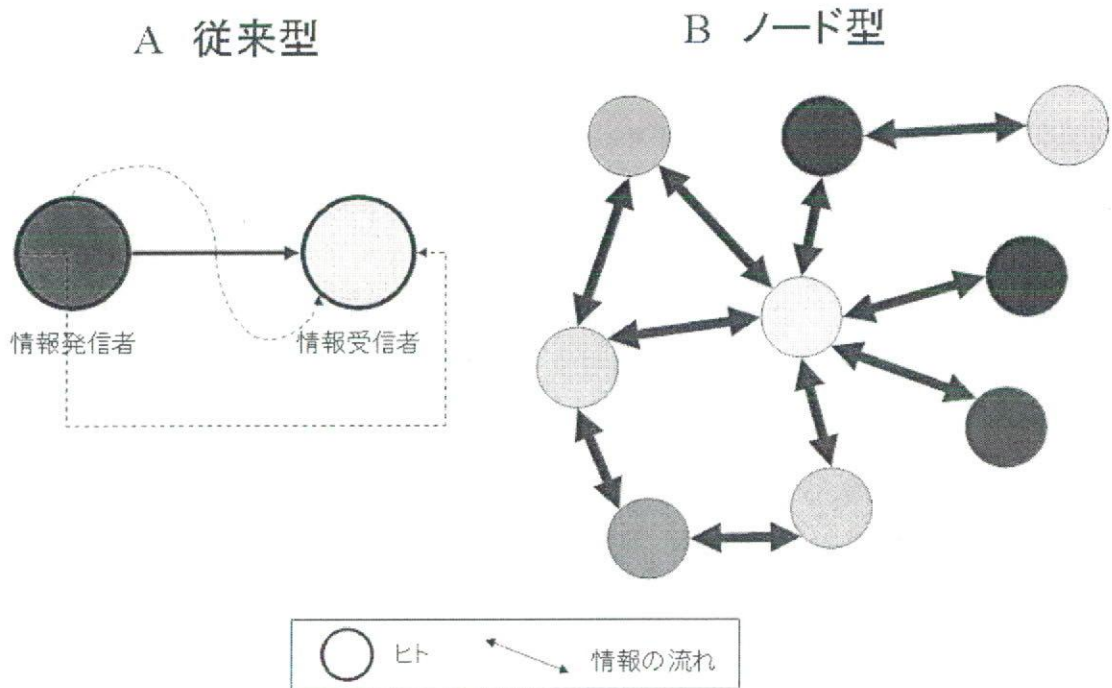 A 従来型
B ノード型
情報発信者
情報受信者
ヒト
情報の流れ